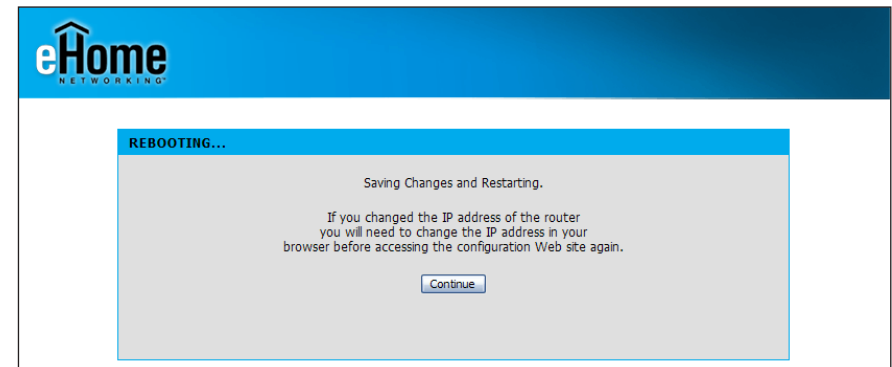 eHome
NETWORKING™
REBOOTING...
Saving Changes and Restarting.
If you changed the IP address of the router
you will need to change the IP address in your
browser before accessing the configuration Web site again.
Continue